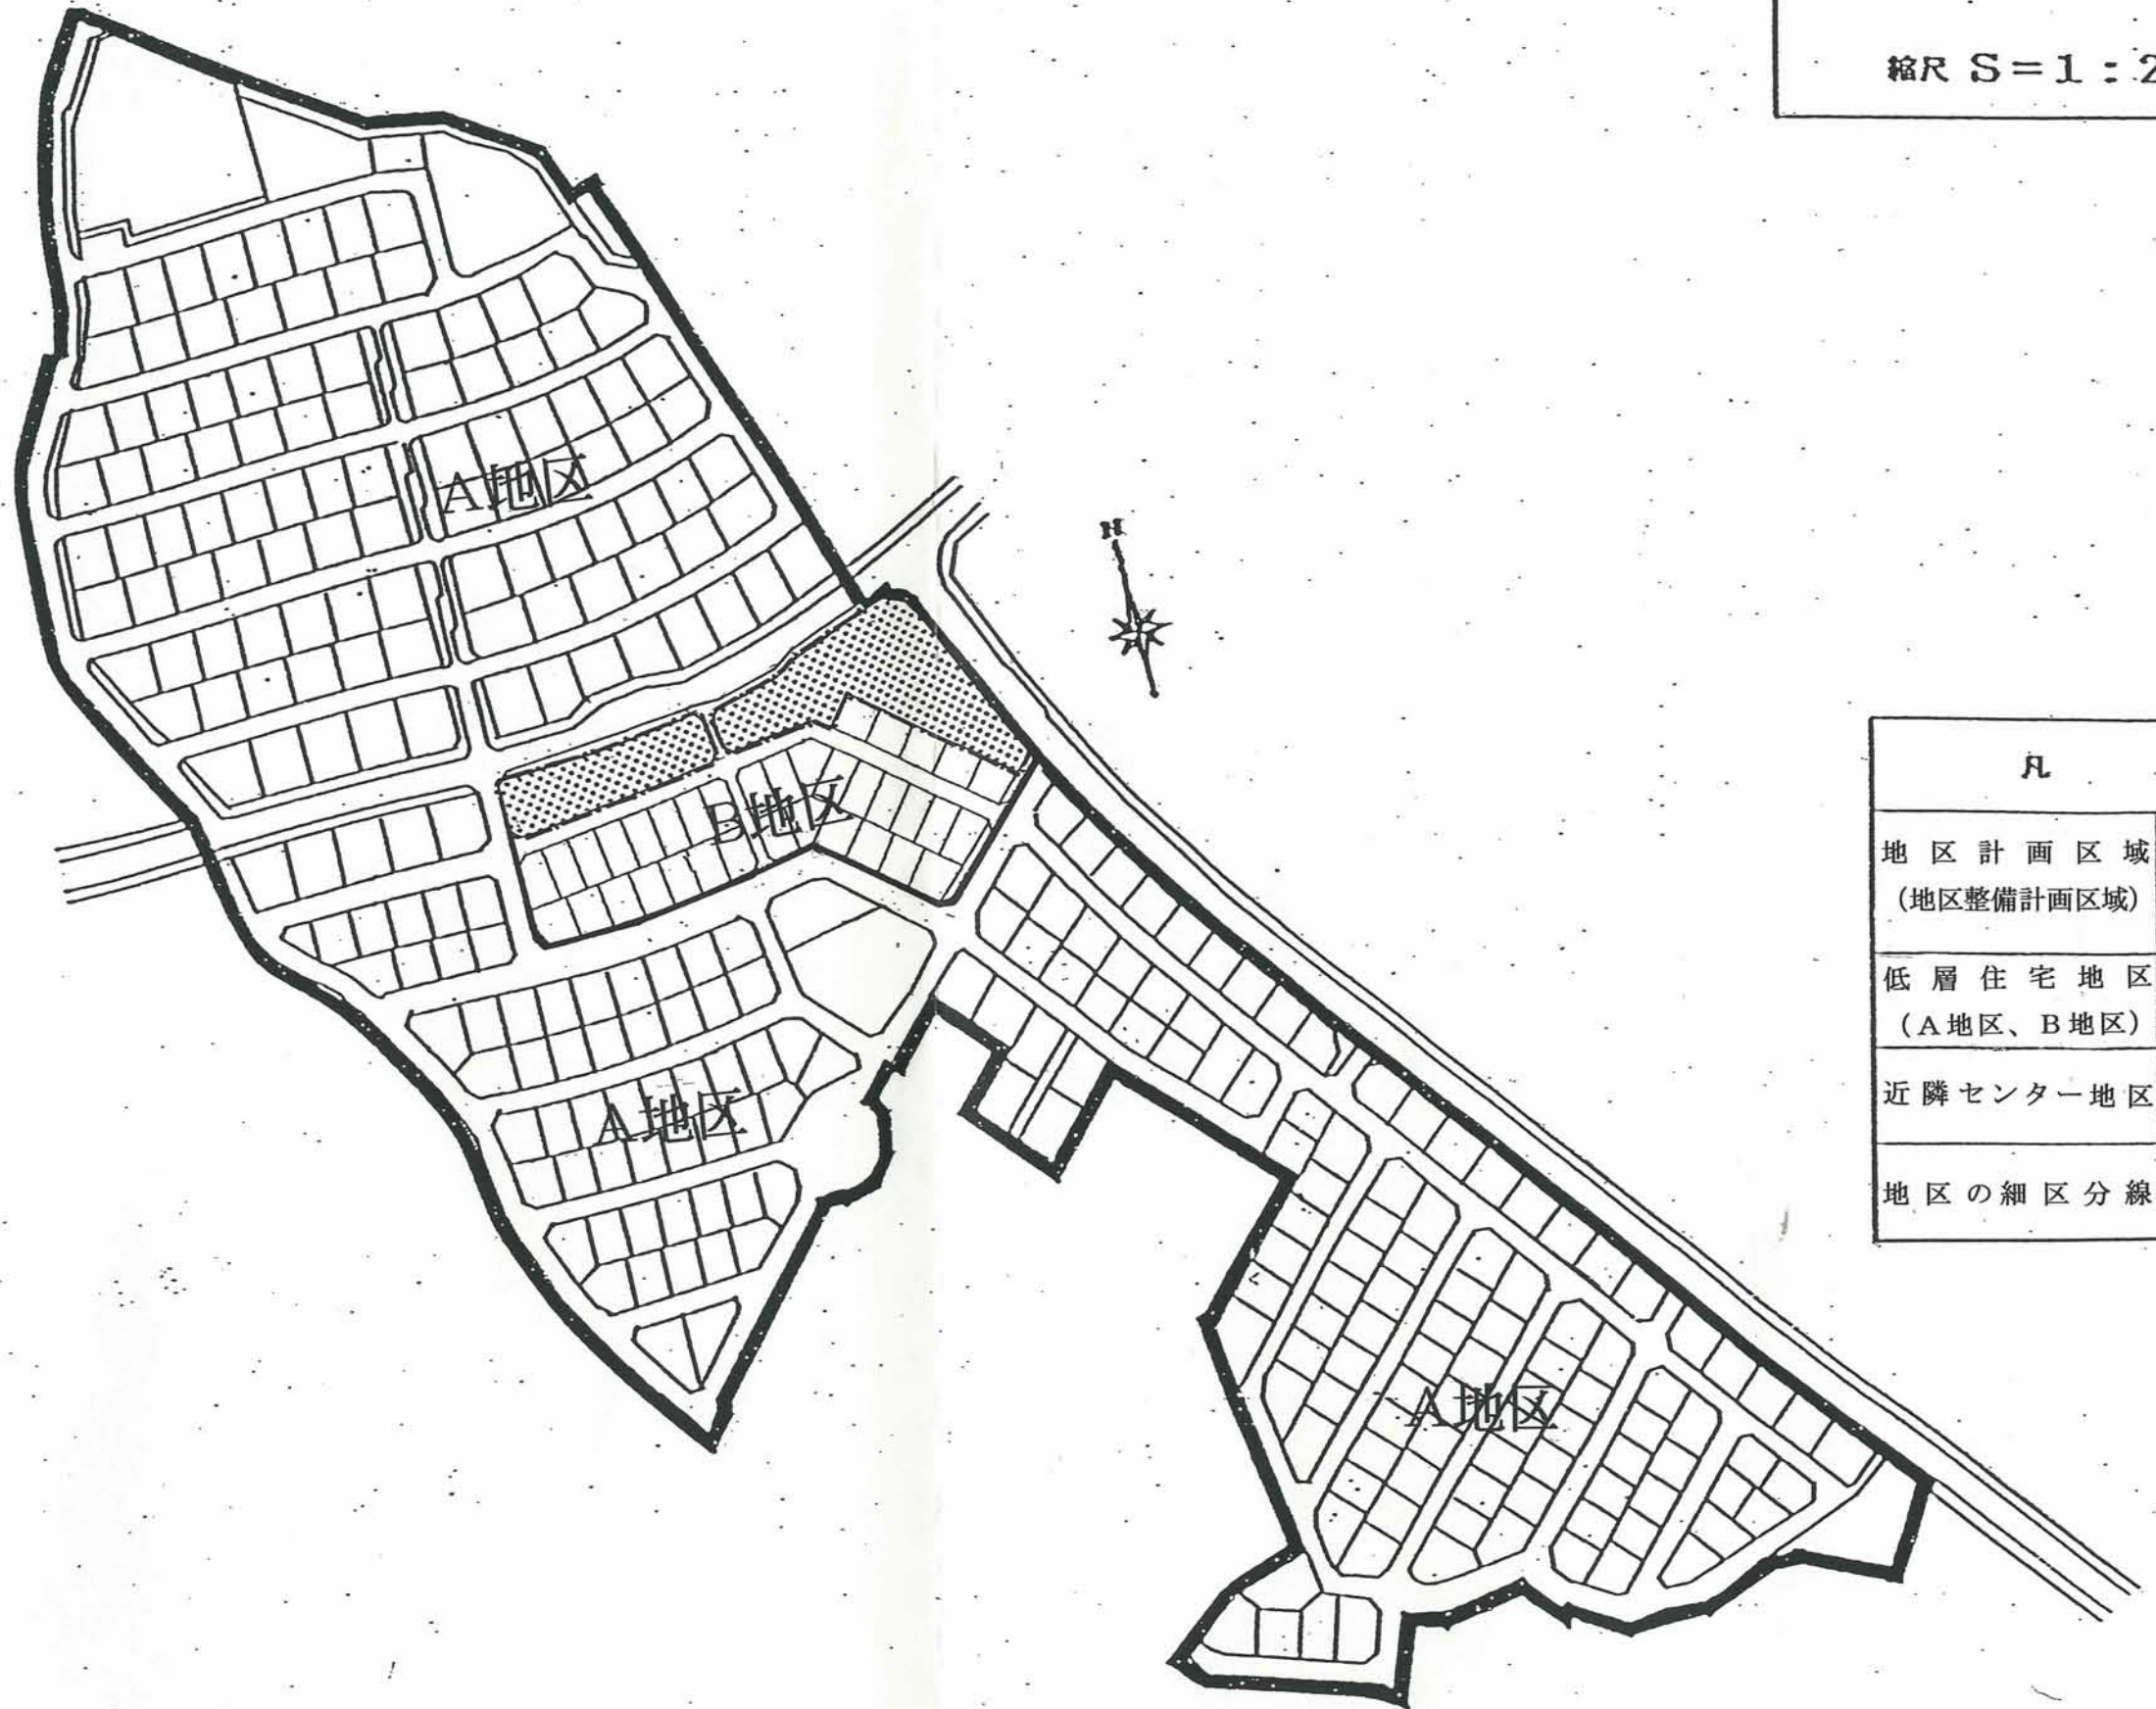 縮尺 S=1:2
A地区
N
B地区
A地区
A地区
凡
地区計画区域
(地区整備計画区域)
低層住宅地区
(A地区、B地区)
近隣センター地区
地区の細区分線